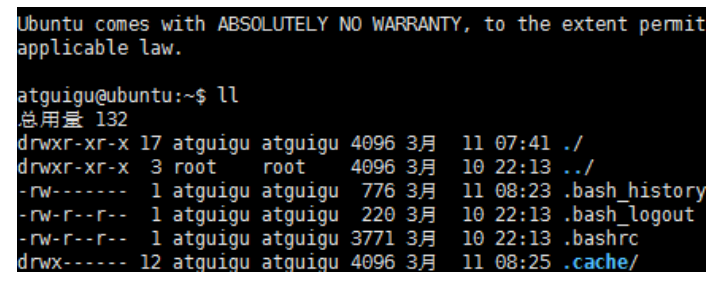 Ubuntu comes with ABSOLUTELY NO WARRANTY, to the extent permit
applicable law.
atguigu@ubuntu:~$ ll
总用量 132
drwxr-xr-x 17 atguigu atguigu 4096 3月  11 07:41 ./
drwxr-xr-x  3 root    root    4096 3月  10 22:13 ../
-rw-------  1 atguigu atguigu  776 3月  11 08:23 .bash_history
-rw-r--r--  1 atguigu atguigu  220 3月  10 22:13 .bash_logout
-rw-r--r--  1 atguigu atguigu 3771 3月  10 22:13 .bashrc
drwx------ 12 atguigu atguigu 4096 3月  11 08:25 .cache/